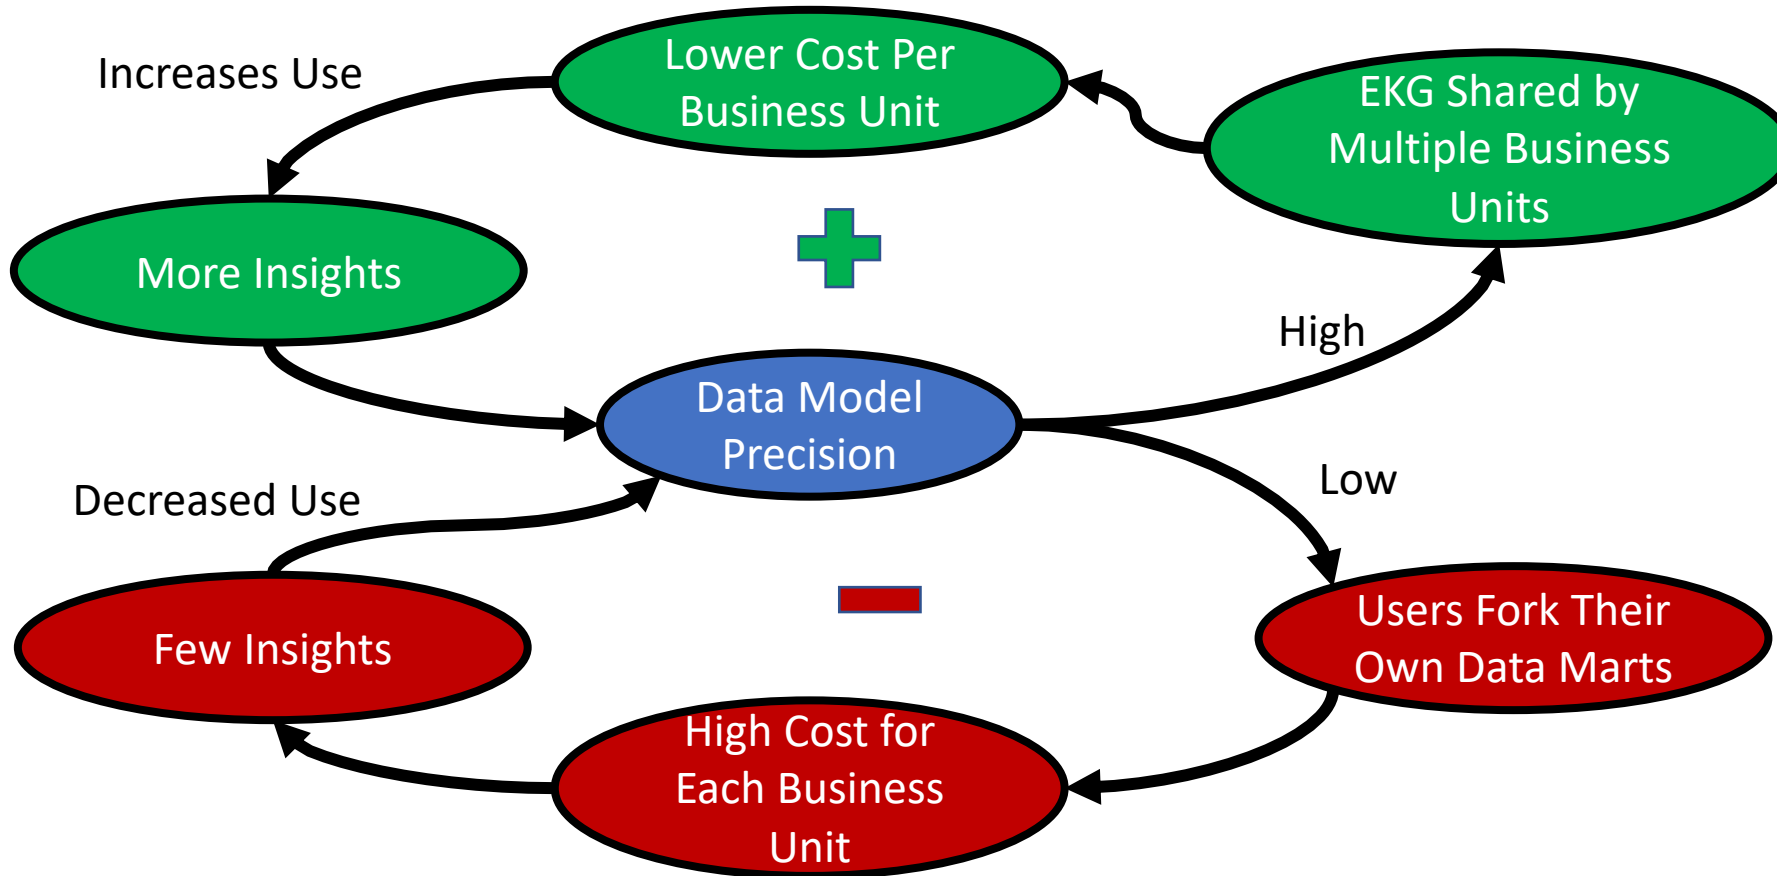 Increases Use
Lower Cost Per
Business Unit
EKG Shared by
Multiple Business
Units
More Insights
High
Data Model
Precision
Low
Decreased Use
Few Insights
Users Fork Their
Own Data Marts
High Cost for
Each Business
Unit